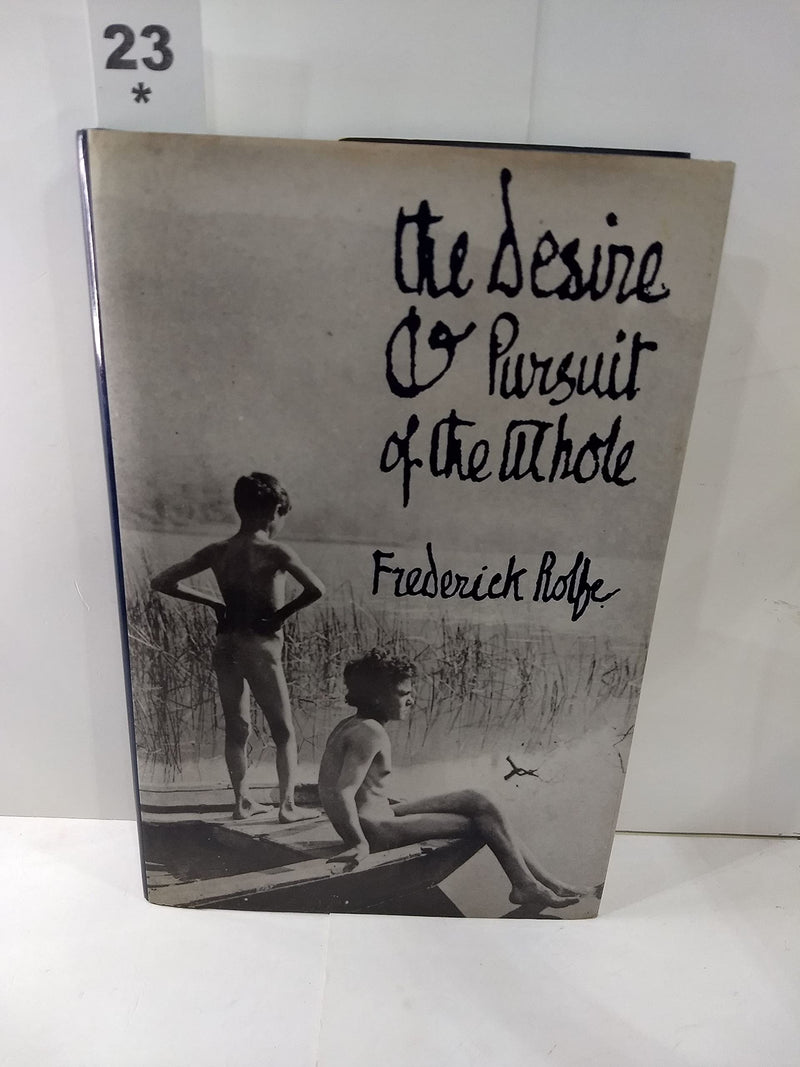 23
*
the Desire
& Pursuit
of the Whole
Frederick Rolfe